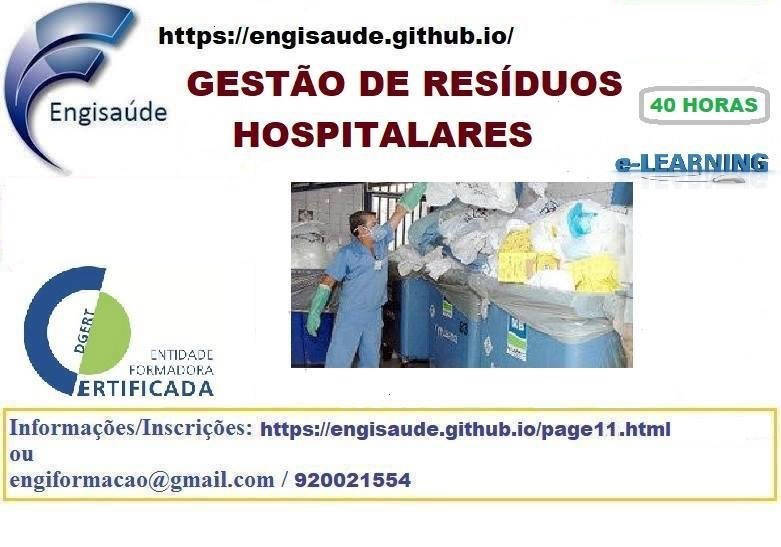 https://engisaude.github.io/
GESTÃO DE RESÍDUOS
HOSPITALARES
Engisaúde
40 HORAS
e-LEARNING
DGERT
ENTIDADE
FORMADORA
CERTIFICADA
Informações/Inscrições: https://engisaude.github.io/page11.html
ou
engiformacao@gmail.com / 920021554